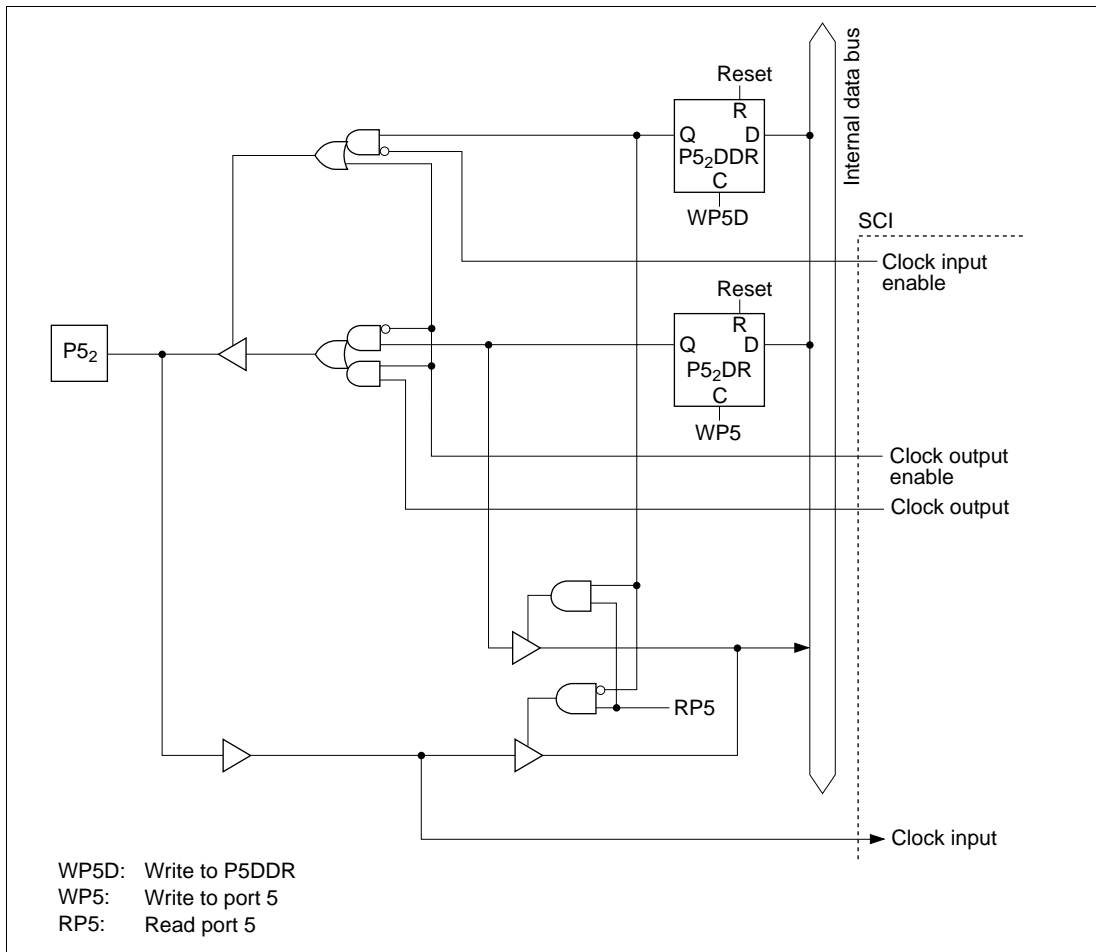 Internal data bus
Reset
R
Q D
P5₂DDR
C
WP5D
SCI
Clock input
enable
Reset
R
Q D
P5₂DR
C
WP5
P5₂
Clock output
enable
Clock output
RP5
Clock input
WP5D: Write to P5DDR
WP5: Write to port 5
RP5: Read port 5